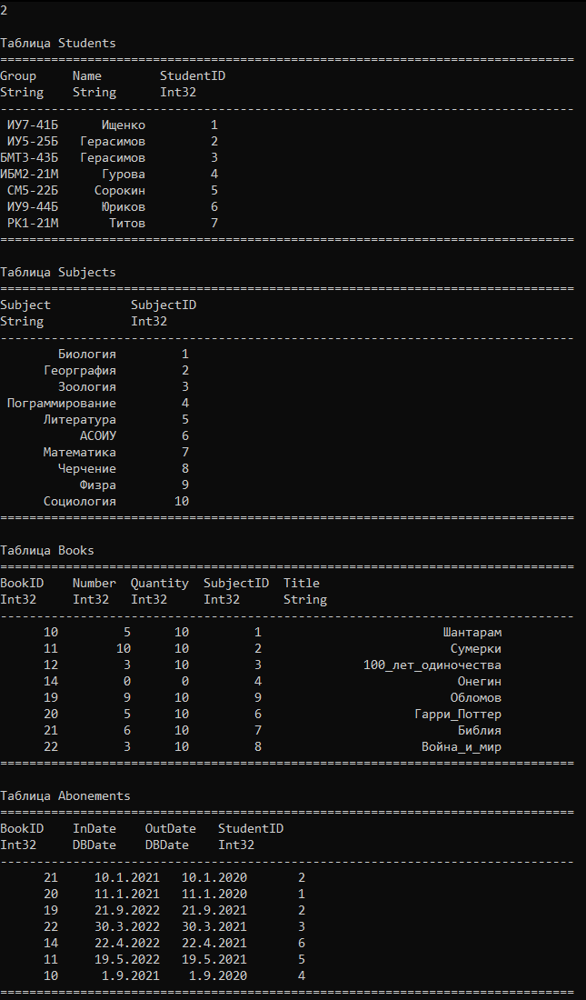 2
Таблица Students
===============================================================================
Group     Name        StudentID
String    String      Int32
-------------------------------------------------------------------------------
 ИУ7-41Б      Ищенко         1
 ИУ5-25Б   Герасимов         2
БМТ3-43Б   Герасимов         3
ИБМ2-21М      Гурова         4
 СМ5-22Б     Сорокин         5
 ИУ9-44Б      Юриков         6
 РК1-21М       Титов         7
===============================================================================
Таблица Subjects
===============================================================================
Subject           SubjectID
String            Int32
-------------------------------------------------------------------------------
        Биология         1
      Георграфия         2
        Зоология         3
 Пограммирование         4
      Литература         5
           АСОИУ         6
      Математика         7
        Черчение         8
           Физра         9
      Социология        10
===============================================================================
Таблица Books
===============================================================================
BookID    Number  Quantity  SubjectID  Title
Int32     Int32   Int32     Int32      String
-------------------------------------------------------------------------------
      10         5      10         1                         Шантарам
      11        10      10         2                          Сумерки
      12         3      10         3              100_лет_одиночества
      14         0       0         4                           Онегин
      19         9      10         9                          Обломов
      20         5      10         6                     Гарри_Поттер
      21         6      10         7                           Библия
      22         3      10         8                      Война_и_мир
===============================================================================
Таблица Abonements
===============================================================================
BookID    InDate    OutDate   StudentID
Int32     DBDate    DBDate    Int32
-------------------------------------------------------------------------------
      21     10.1.2021   10.1.2020       2
      20     11.1.2021   11.1.2020       1
      19     21.9.2022   21.9.2021       2
      22     30.3.2022   30.3.2021       3
      14     22.4.2022   22.4.2021       6
      11     19.5.2022   19.5.2021       5
      10      1.9.2021    1.9.2020       4
===============================================================================